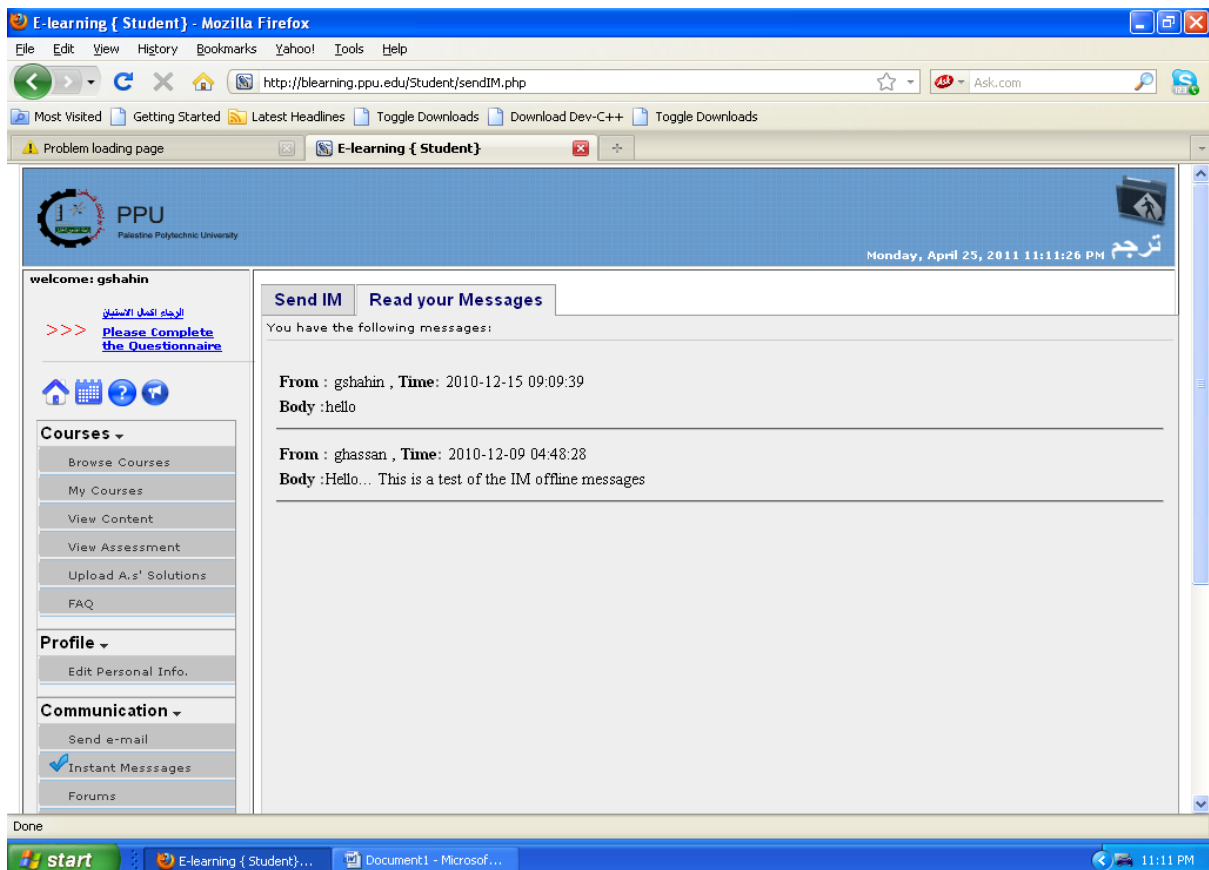 E-learning { Student} - Mozilla Firefox
File Edit View History Bookmarks Yahoo! Tools Help
http://blearning.ppu.edu/Student/sendIM.php
Ask.com
Most Visited Getting Started Latest Headlines Toggle Downloads Download Dev-C++ Toggle Downloads
Problem loading page E-learning { Student}
PPU
Palestine Polytechnic University
Monday, April 25, 2011 11:11:26 PM ترجم
welcome: gshahin
الرجاء اكمال الاستبيان
>>> Please Complete
the Questionnaire
Courses
Browse Courses
My Courses
View Content
View Assessment
Upload A.s' Solutions
FAQ
Profile
Edit Personal Info.
Communication
Send e-mail
Instant Messsages
Forums
Send IM Read your Messages
You have the following messages:
From : gshahin , Time: 2010-12-15 09:09:39
Body :hello
From : ghassan , Time: 2010-12-09 04:48:28
Body :Hello... This is a test of the IM offline messages
Done
start E-learning { Student}... Document1 - Microsof... 11:11 PM